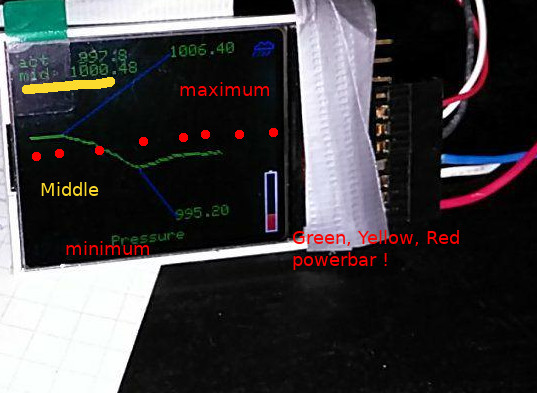 act 997.8
mid: 1000.48
1006.40
maximum
Middle
995.20
Pressure
minimum
Green, Yellow, Red
powerbar !